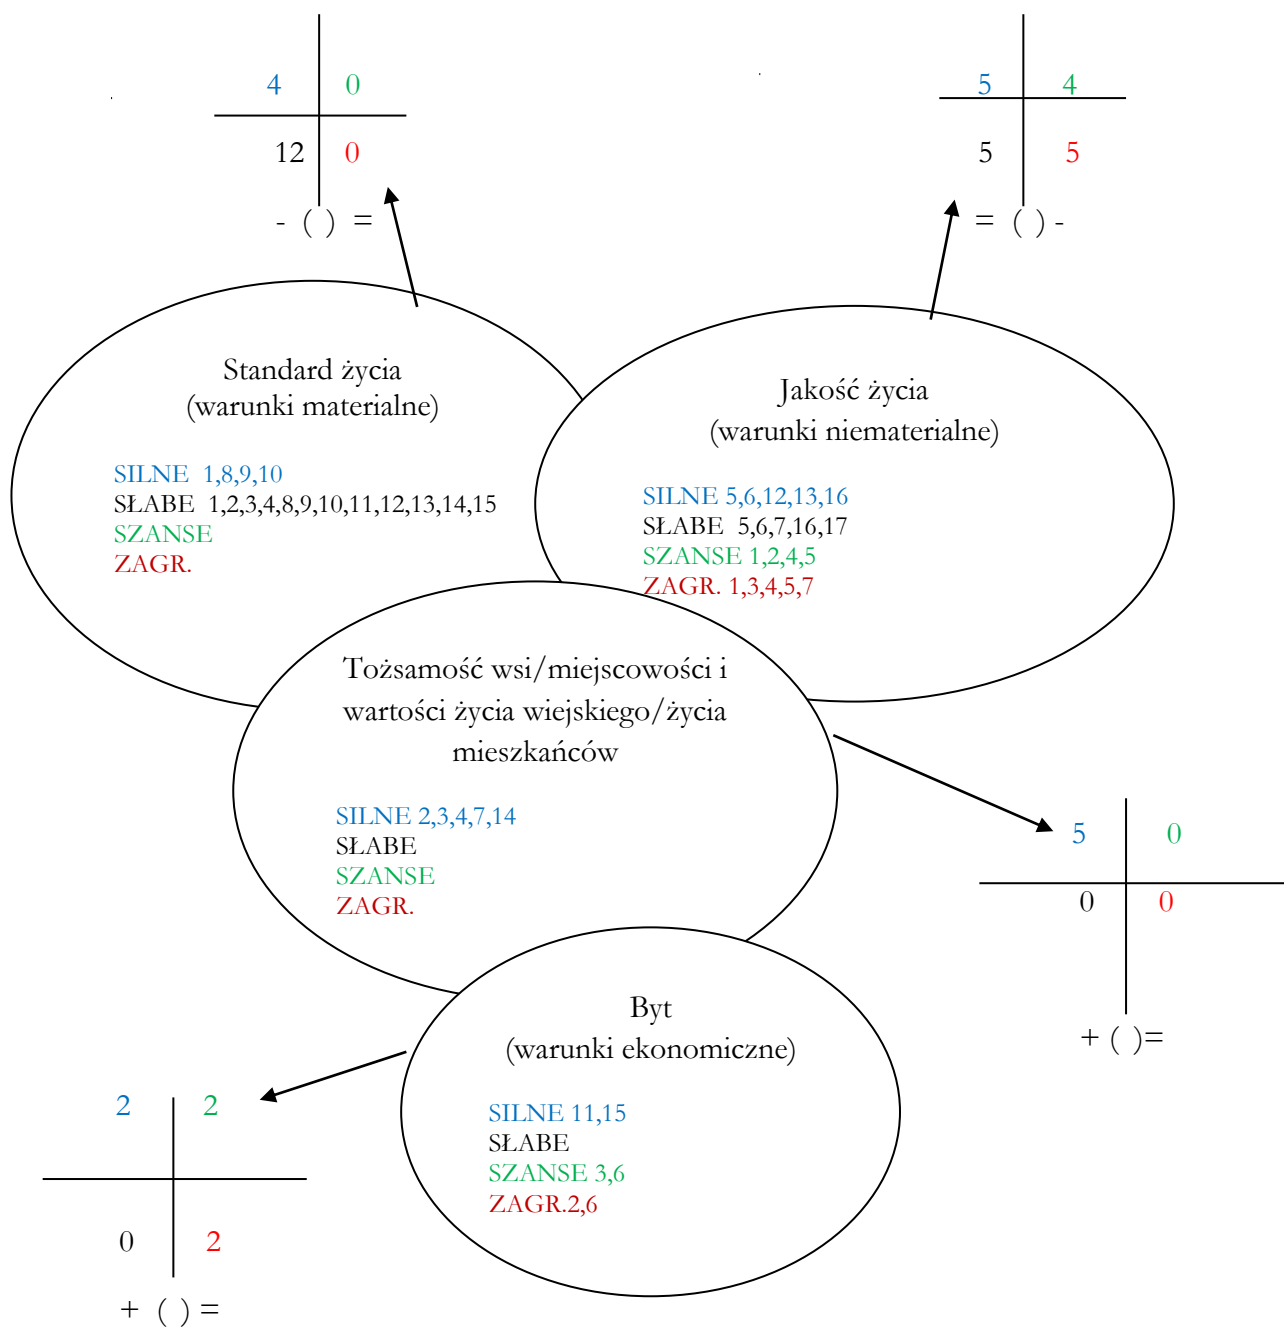 4 0
12 0
- ( ) =
5 4
5 5
= ( ) -
Standard życia
(warunki materialne)
SILNE 1,8,9,10
SŁABE 1,2,3,4,8,9,10,11,12,13,14,15
SZANSE
ZAGR.
Jakość życia
(warunki niematerialne)
SILNE 5,6,12,13,16
SŁABE 5,6,7,16,17
SZANSE 1,2,4,5
ZAGR. 1,3,4,5,7
Tożsamość wsi/miejscowości i
wartości życia wiejskiego/życia
mieszkańców
SILNE 2,3,4,7,14
SŁABE
SZANSE
ZAGR.
5 0
0 0
+ ( )=
Byt
(warunki ekonomiczne)
SILNE 11,15
SŁABE
SZANSE 3,6
ZAGR.2,6
2 2
0 2
+ ( ) =